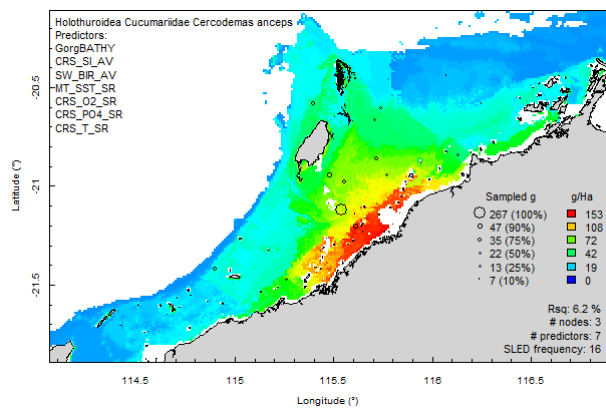 Holothuroidea Cucumariidae Cercodemas anceps
Predictors:
GorgBATHY
CRS_SI_AV
SW_BIR_AV
MT_SST_SR
CRS_O2_SR
CRS_PO4_SR
CRS_T_SR
-20.5
-21
-21.5
Latitude (°)
Sampled g
267 (100%)
47 (90%)
35 (75%)
22 (50%)
13 (25%)
7 (10%)
g/Ha
153
108
72
42
19
0
Rsq: 6.2 %
# nodes: 3
# predictors: 7
SLED frequency: 16
114.5 115 115.5 116 116.5
Longitude (°)